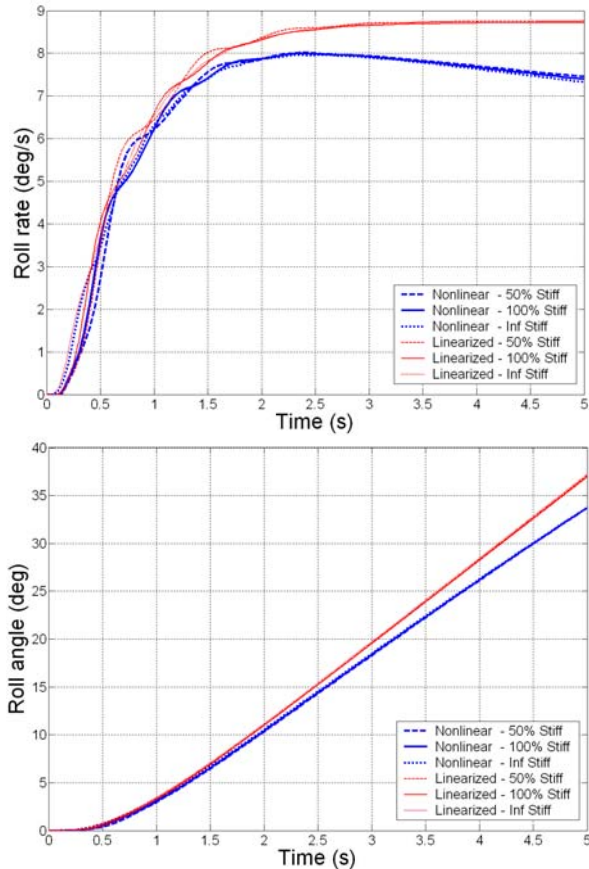 9
8
7
6
5
4
3
2
1
0
Roll rate (deg/s)
Nonlinear - 50% Stiff
Nonlinear - 100% Stiff
Nonlinear - Inf Stiff
Linearized - 50% Stiff
Linearized - 100% Stiff
Linearized - Inf Stiff
0 0.5 1 1.5 2 2.5 3 3.5 4 4.5 5
Time (s)
40
35
30
25
20
15
10
5
0
Roll angle (deg)
Nonlinear - 50% Stiff
Nonlinear - 100% Stiff
Nonlinear - Inf Stiff
Linearized - 50% Stiff
Linearized - 100% Stiff
Linearized - Inf Stiff
0 0.5 1 1.5 2 2.5 3 3.5 4 4.5 5
Time (s)